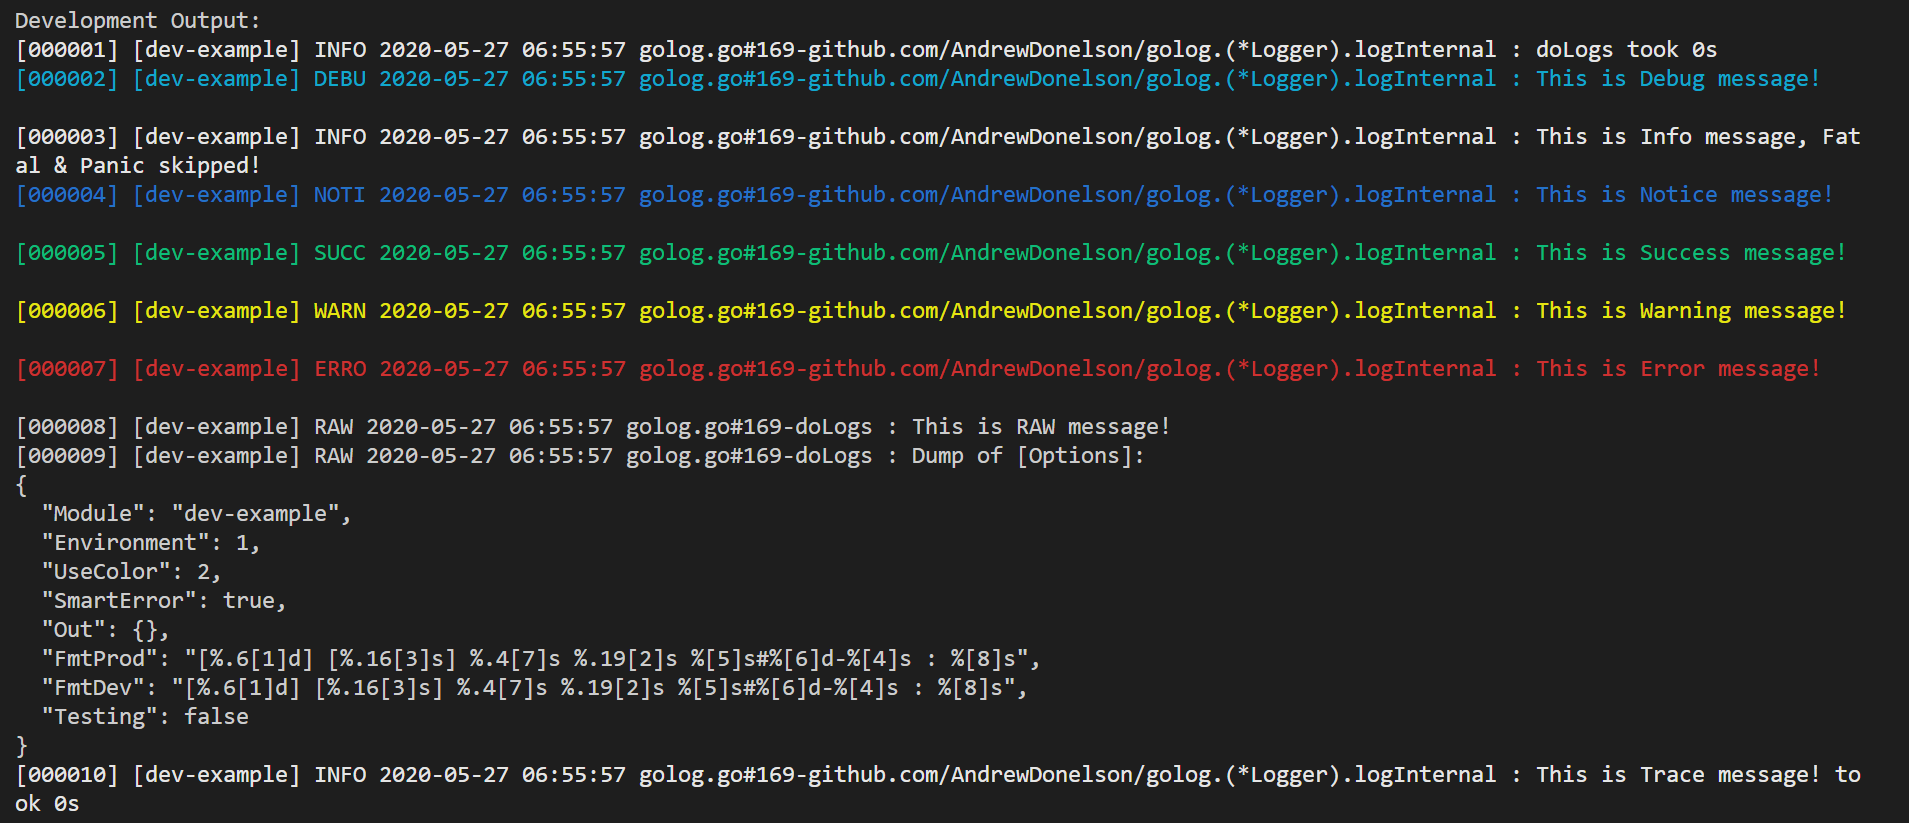 Development Output:
[000001] [dev-example] INFO 2020-05-27 06:55:57 golog.go#169-github.com/AndrewDonelson/golog.(*Logger).logInternal : doLogs took 0s
[000002] [dev-example] DEBU 2020-05-27 06:55:57 golog.go#169-github.com/AndrewDonelson/golog.(*Logger).logInternal : This is Debug message!
[000003] [dev-example] INFO 2020-05-27 06:55:57 golog.go#169-github.com/AndrewDonelson/golog.(*Logger).logInternal : This is Info message, Fat
al & Panic skipped!
[000004] [dev-example] NOTI 2020-05-27 06:55:57 golog.go#169-github.com/AndrewDonelson/golog.(*Logger).logInternal : This is Notice message!
[000005] [dev-example] SUCC 2020-05-27 06:55:57 golog.go#169-github.com/AndrewDonelson/golog.(*Logger).logInternal : This is Success message!
[000006] [dev-example] WARN 2020-05-27 06:55:57 golog.go#169-github.com/AndrewDonelson/golog.(*Logger).logInternal : This is Warning message!
[000007] [dev-example] ERRO 2020-05-27 06:55:57 golog.go#169-github.com/AndrewDonelson/golog.(*Logger).logInternal : This is Error message!
[000008] [dev-example] RAW 2020-05-27 06:55:57 golog.go#169-doLogs : This is RAW message!
[000009] [dev-example] RAW 2020-05-27 06:55:57 golog.go#169-doLogs : Dump of [Options]:
{
  "Module": "dev-example",
  "Environment": 1,
  "UseColor": 2,
  "SmartError": true,
  "Out": {},
  "FmtProd": "[%.6[1]d] [%.16[3]s] %.4[7]s %.19[2]s %[5]s#%[6]d-%[4]s : %[8]s",
  "FmtDev": "[%.6[1]d] [%.16[3]s] %.4[7]s %.19[2]s %[5]s#%[6]d-%[4]s : %[8]s",
  "Testing": false
}
[000010] [dev-example] INFO 2020-05-27 06:55:57 golog.go#169-github.com/AndrewDonelson/golog.(*Logger).logInternal : This is Trace message! to
ok 0s